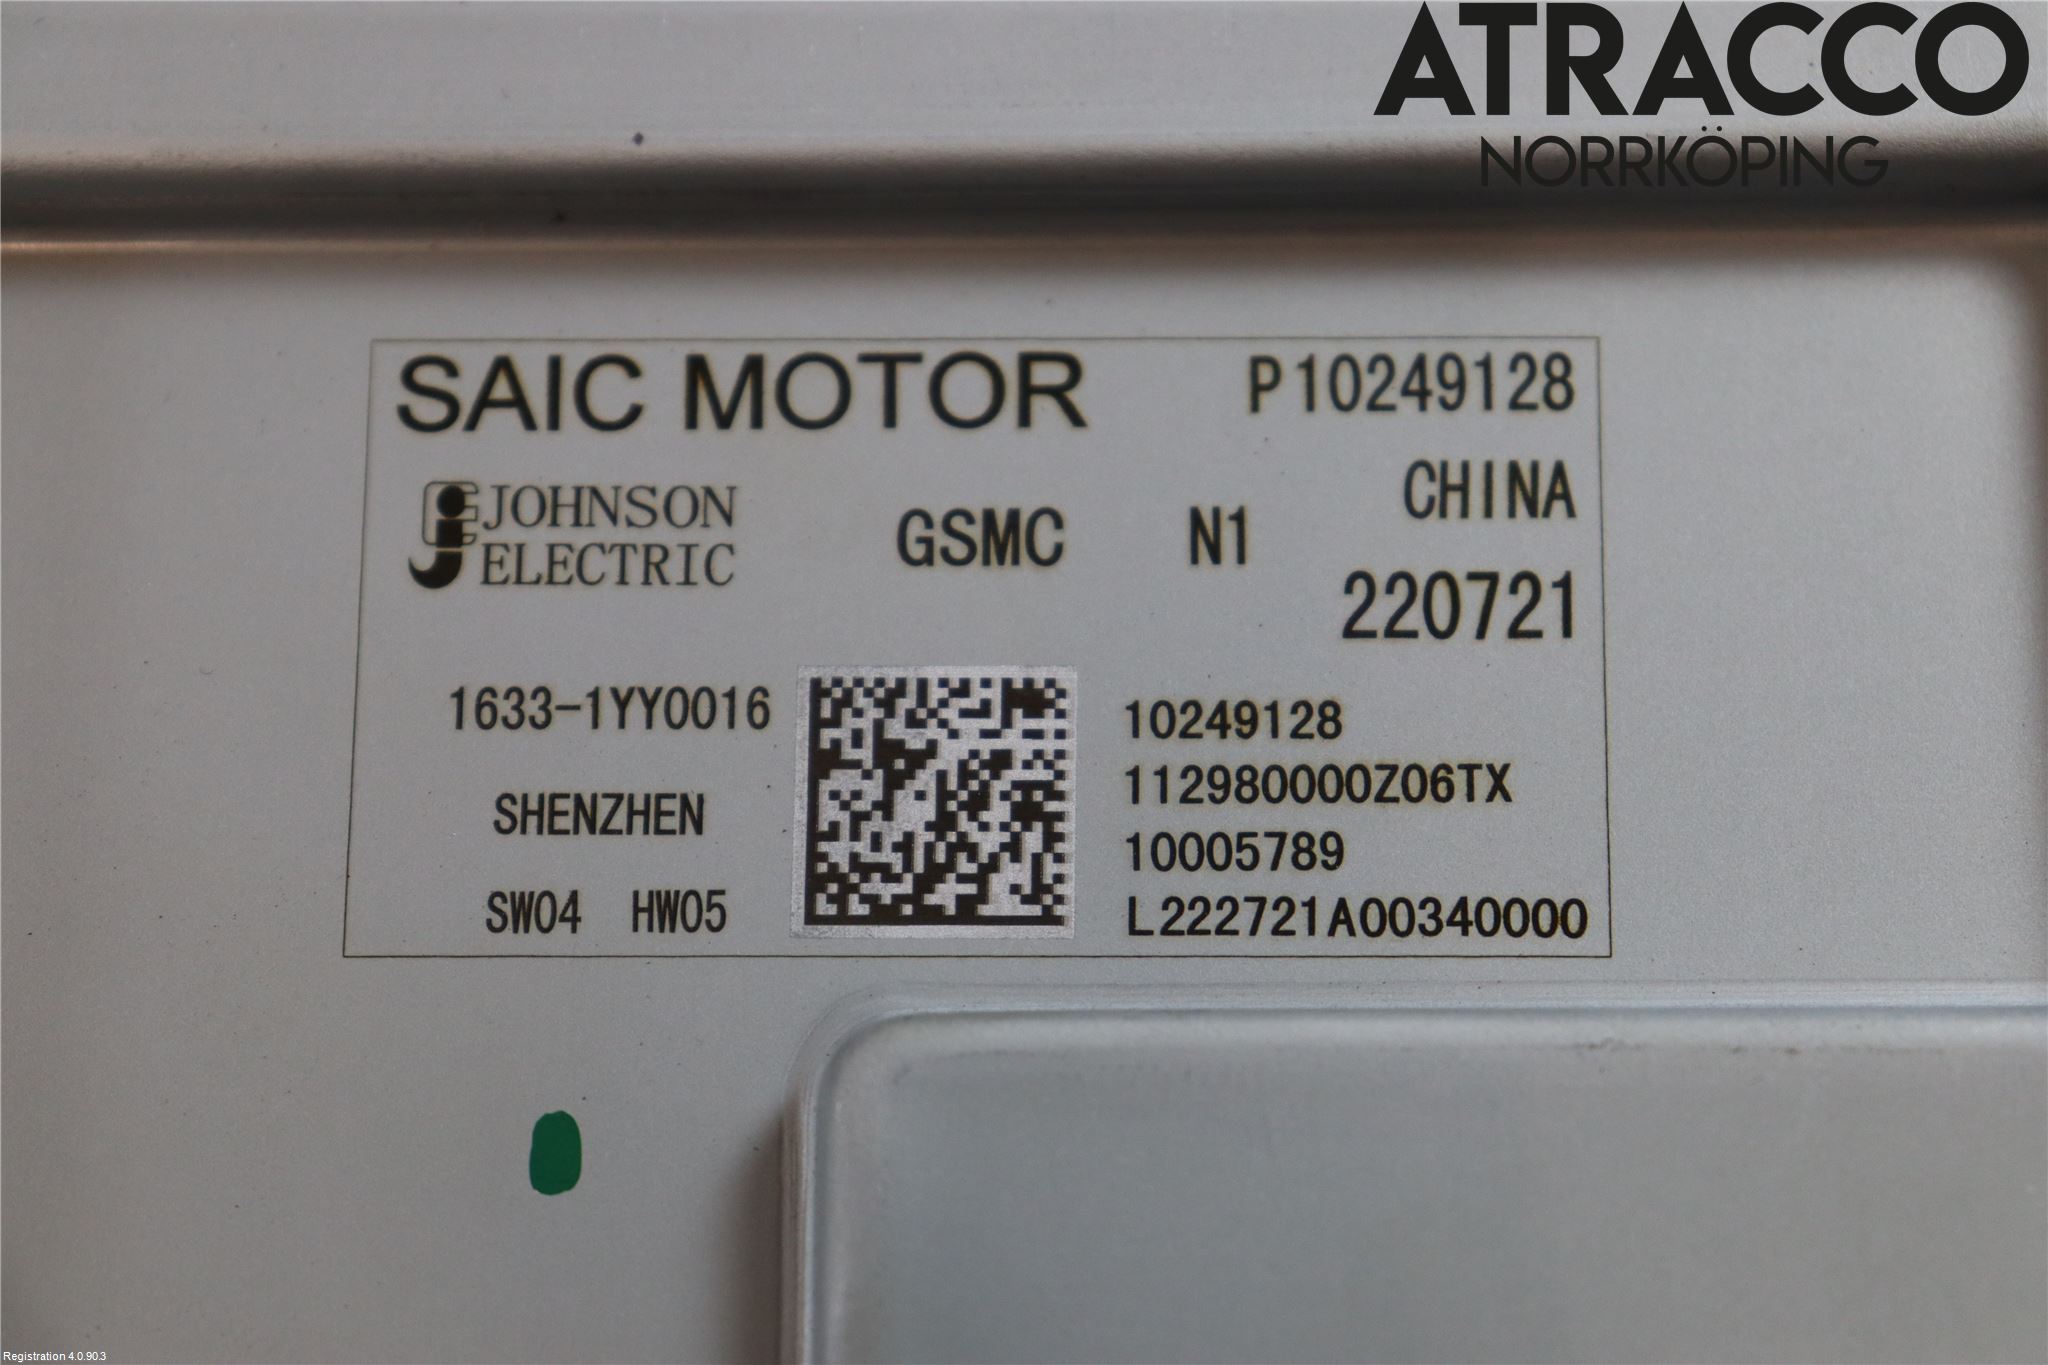 ATRACCO
NORRKÖPING
SAIC MOTOR P10249128
JOHNSON
ELECTRIC
GSMC N1 CHINA
220721
1633-1YY0016
SHENZHEN
SW04 HW05
10249128
112980000Z06TX
10005789
L222721A00340000
Registration 4.0.90.3